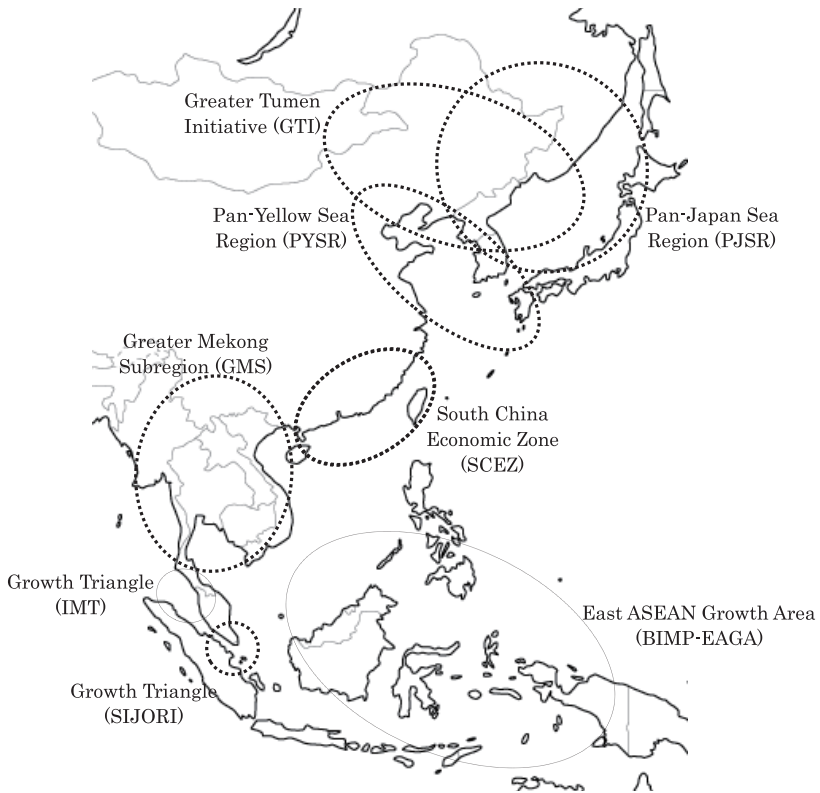 Greater Tumen
Initiative (GTI)
Pan-Yellow Sea
Region (PYSR)
Pan-Japan Sea
Region (PJSR)
Greater Mekong
Subregion (GMS)
South China
Economic Zone
(SCEZ)
Growth Triangle
(IMT)
East ASEAN Growth Area
(BIMP-EAGA)
Growth Triangle
(SIJORI)